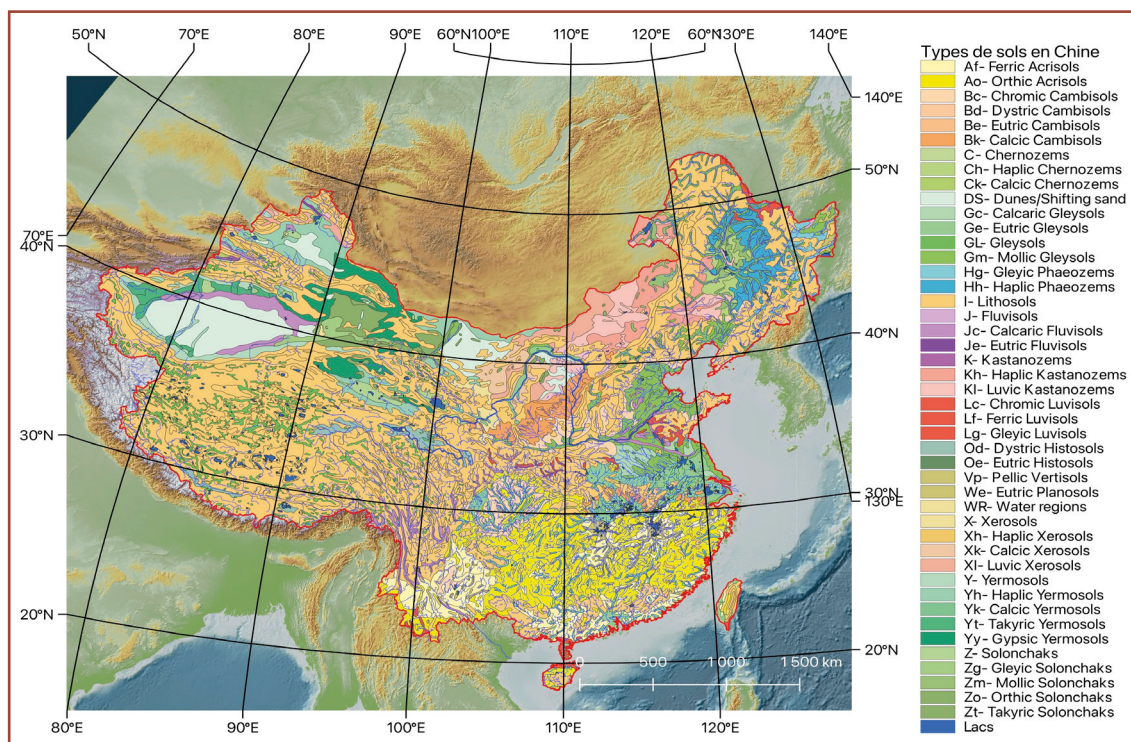 50°N 70°E 80°E 90°E 60°N 100°E 110°E 120°E 60°N 130°E 140°E
140°E
50°N
70°E
40°N
40°N
30°N
30°N
130°E
20°N
20°N
0 500 1 000 1 500 km
80°E 90°E 100°E 110°E 120°E
Types de sols en Chine
Af- Ferric Acrisols
Ao- Orthic Acrisols
Bc- Chromic Cambisols
Bd- Dystric Cambisols
Be- Eutric Cambisols
Bk- Calcic Cambisols
C- Chernozems
Ch- Haplic Chernozems
Ck- Calcic Chernozems
DS- Dunes/Shifting sand
Gc- Calcaric Gleysols
Ge- Eutric Gleysols
GL- Gleysols
Gm- Mollic Gleysols
Hg- Gleyic Phaeozems
Hh- Haplic Phaeozems
I- Lithosols
J- Fluvisols
Jc- Calcaric Fluvisols
Je- Eutric Fluvisols
K- Kastanozems
Kh- Haplic Kastanozems
Kl- Luvic Kastanozems
Lc- Chromic Luvisols
Lf- Ferric Luvisols
Lg- Gleyic Luvisols
Od- Dystric Histosols
Oe- Eutric Histosols
Vp- Pellic Vertisols
We- Eutric Planosols
WR- Water regions
X- Xerosols
Xh- Haplic Xerosols
Xk- Calcic Xerosols
Xl- Luvic Xerosols
Y- Yermosols
Yh- Haplic Yermosols
Yk- Calcic Yermosols
Yt- Takyric Yermosols
Yy- Gypsic Yermosols
Z- Solonchaks
Zg- Gleyic Solonchaks
Zm- Mollic Solonchaks
Zo- Orthic Solonchaks
Zt- Takyric Solonchaks
Lacs